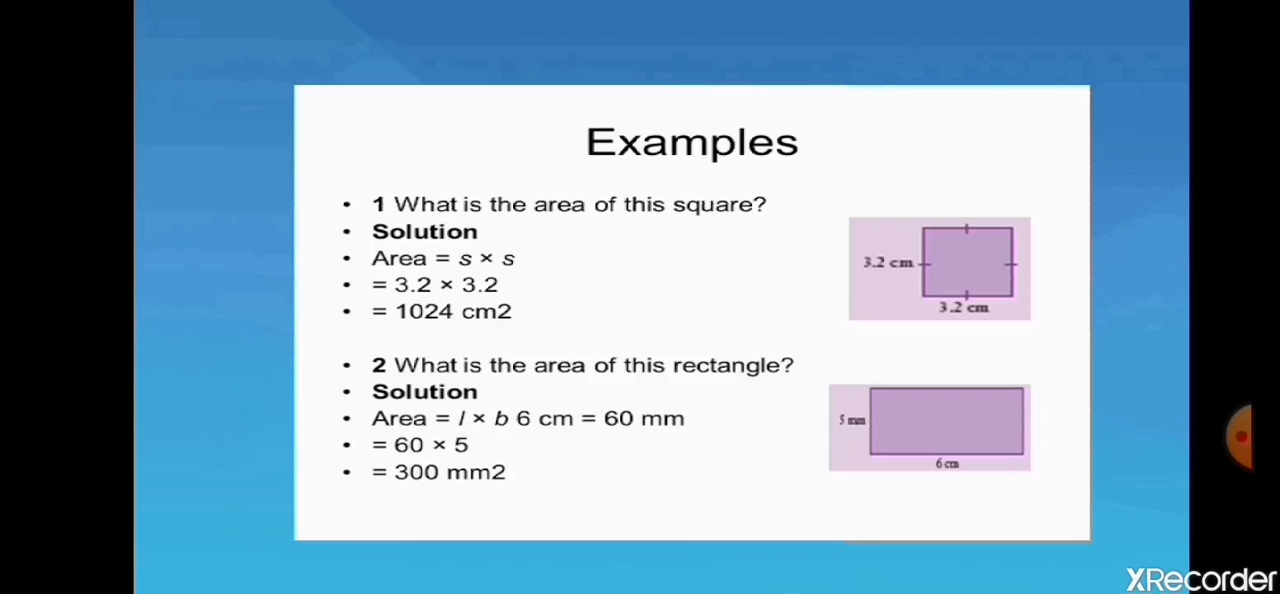 Examples
• 1 What is the area of this square?
• Solution
• Area = s × s
• = 3.2 × 3.2
• = 1024 cm2
3.2 cm
3.2 cm
• 2 What is the area of this rectangle?
• Solution
• Area = l × b 6 cm = 60 mm
• = 60 × 5
• = 300 mm2
5 mm
6 cm
XRecorder